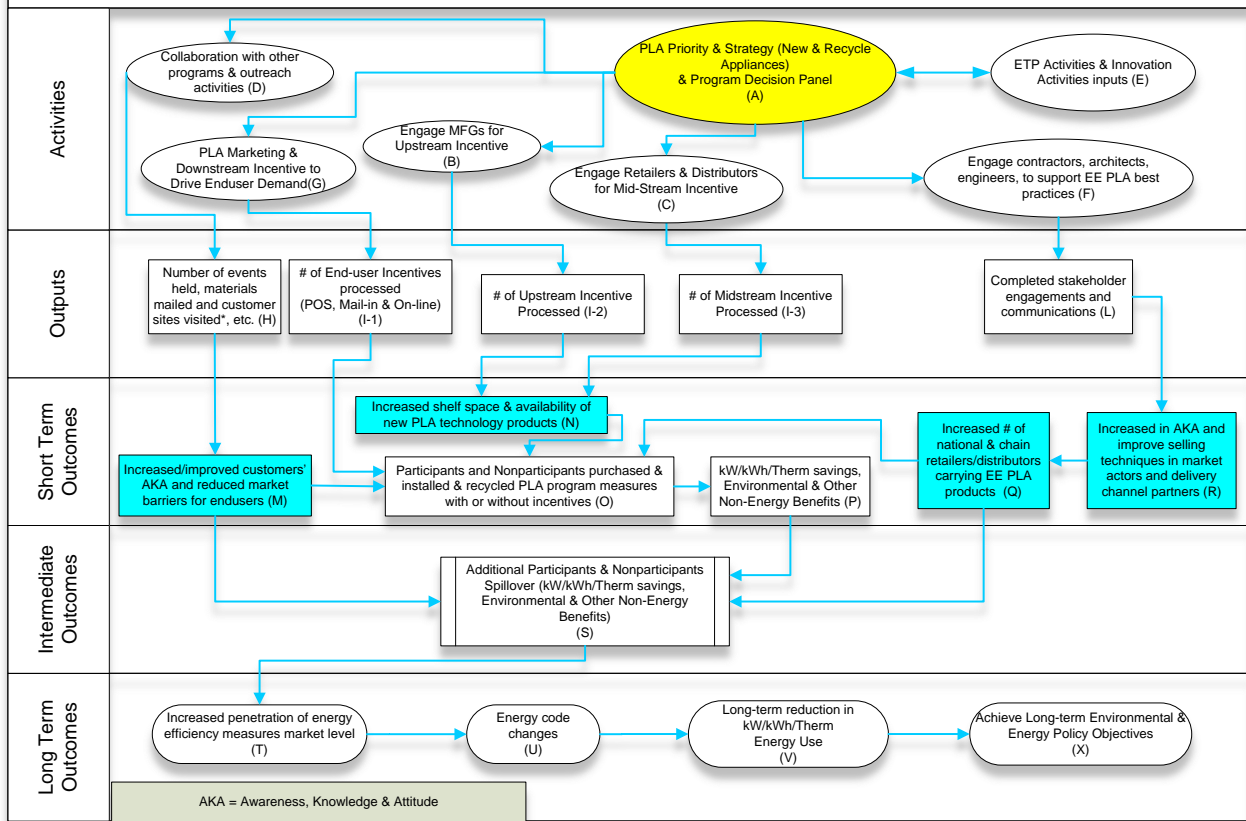 Activities
Collaboration with other
programs & outreach
activities (D)
PLA Priority & Strategy (New & Recycle
Appliances)
& Program Decision Panel
(A)
ETP Activities & Innovation
Activities inputs (E)
PLA Marketing &
Downstream Incentive to
Drive Enduser Demand(G)
Engage MFGs for
Upstream Incentive
(B)
Engage Retailers & Distributors
for Mid-Stream Incentive
(C)
Engage contractors, architects,
engineers, to support EE PLA best
practices (F)
Outputs
Number of events
held, materials
mailed and customer
sites visited*, etc. (H)
# of End-user Incentives
processed
(POS, Mail-in & On-line)
(I-1)
# of Upstream Incentive
Processed (I-2)
# of Midstream Incentive
Processed (I-3)
Completed stakeholder
engagements and
communications (L)
Short Term
Outcomes
Increased shelf space & availability of
new PLA technology products (N)
Increased/improved customers'
AKA and reduced market
barriers for endusers (M)
Participants and Nonparticipants purchased &
installed & recycled PLA program measures
with or without incentives (O)
kW/kWh/Therm savings,
Environmental & Other
Non-Energy Benefits (P)
Increased # of
national & chain
retailers/distributors
carrying EE PLA
products (Q)
Increased in AKA and
improve selling
techniques in market
actors and delivery
channel partners (R)
Intermediate
Outcomes
Additional Participants & Nonparticipants
Spillover (kW/kWh/Therm savings,
Environmental & Other Non-Energy
Benefits)
(S)
Long Term
Outcomes
Increased penetration of energy
efficiency measures market level
(T)
Energy code
changes
(U)
Long-term reduction in
kW/kWh/Therm
Energy Use
(V)
Achieve Long-term Environmental &
Energy Policy Objectives
(X)
AKA = Awareness, Knowledge & Attitude